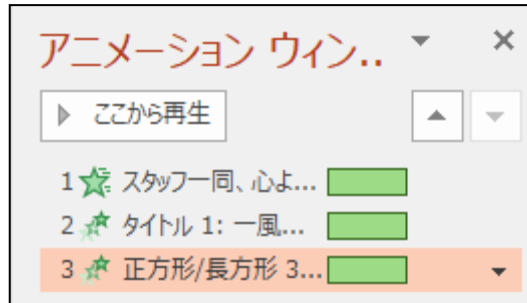 アニメーション ウィン..
ここから再生
1 スタッフ一同、心よ...
2 タイトル 1: 一風...
3 正方形/長方形 3...